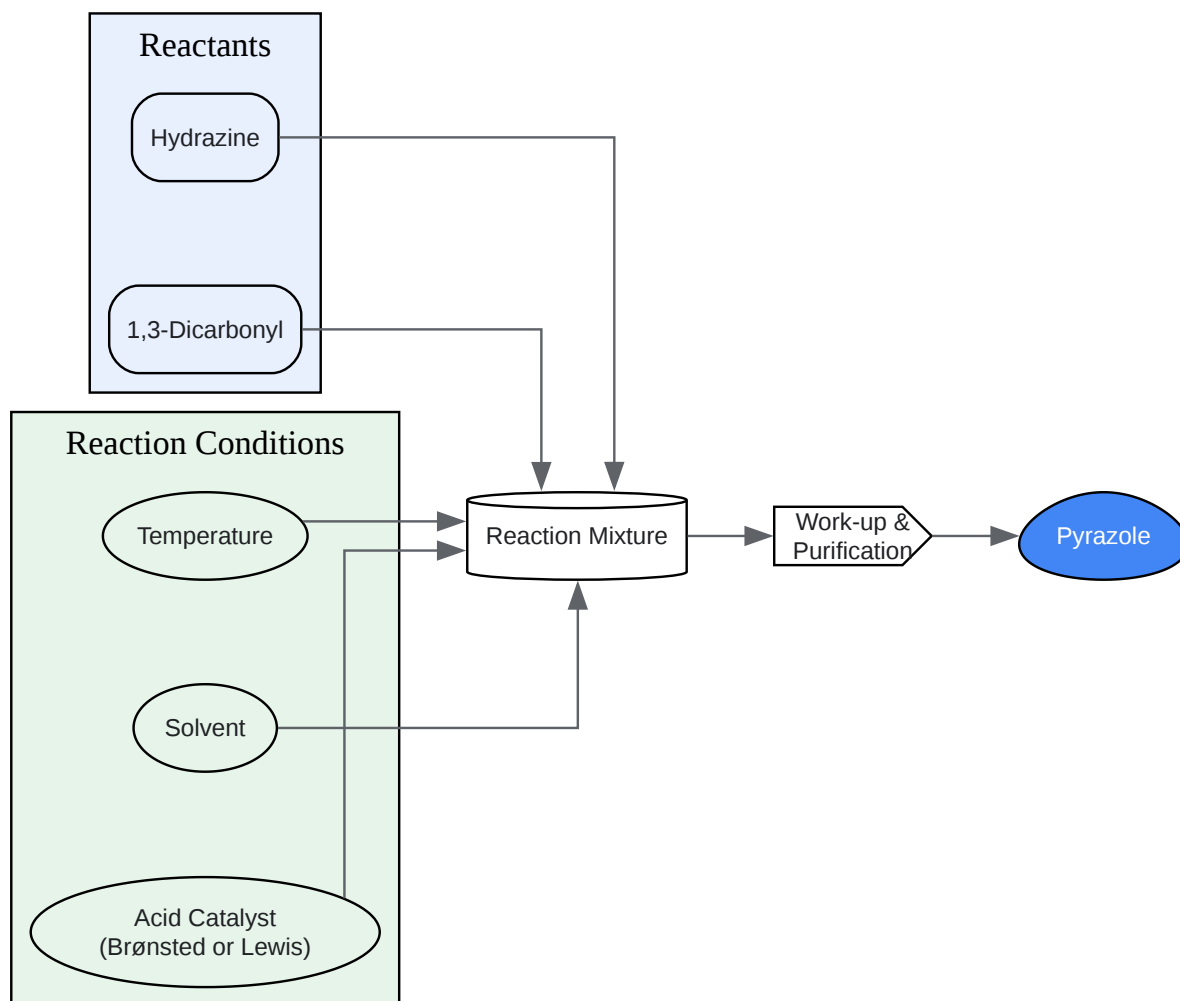 Reactants
Hydrazine
1,3-Dicarbonyl
Reaction Conditions
Temperature
Solvent
Acid Catalyst
(Brønsted or Lewis)
Reaction Mixture
Work-up &
Purification
Pyrazole